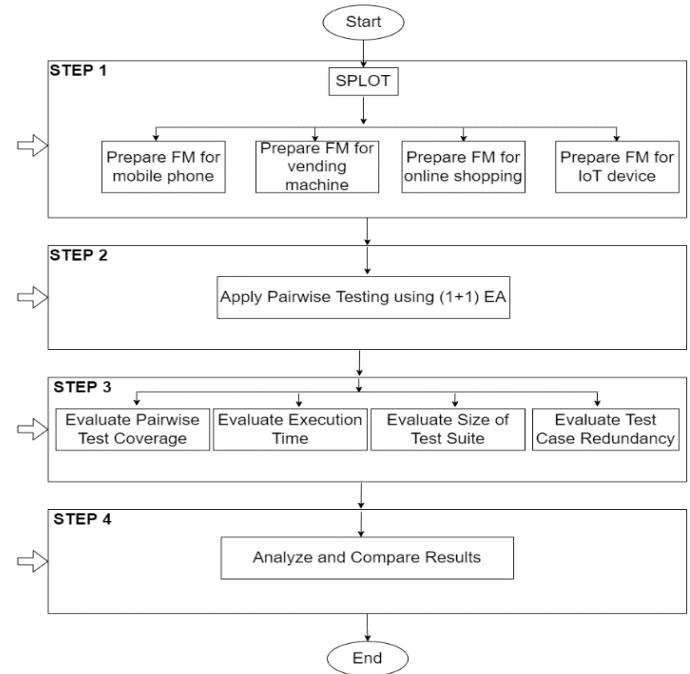 Start
STEP 1
SPLOT
Prepare FM for
mobile phone
Prepare FM for
vending
machine
Prepare FM for
online shopping
Prepare FM for
IoT device
STEP 2
Apply Pairwise Testing using (1+1) EA
STEP 3
Evaluate Pairwise
Test Coverage
Evaluate Execution
Time
Evaluate Size of
Test Suite
Evaluate Test
Case Redundancy
STEP 4
Analyze and Compare Results
End